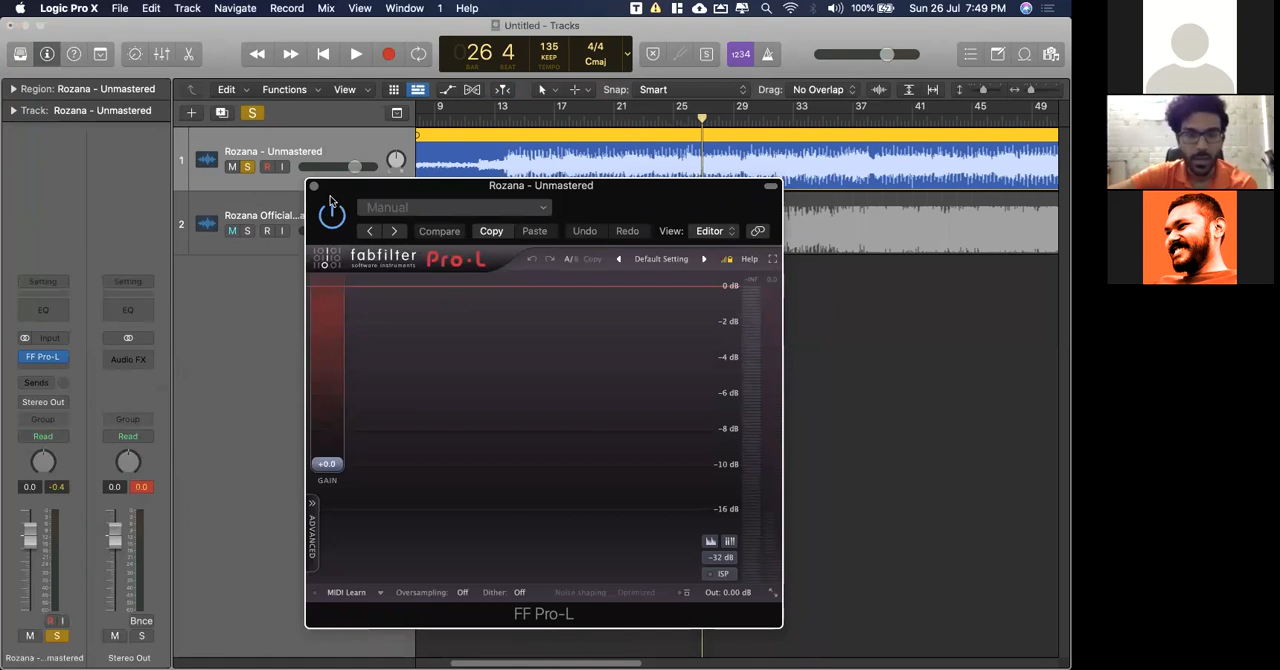 Logic Pro X File Edit Track Navigate Record Mix View Window 1 Help 100% Sun 26 Jul 7:49 PM
Untitled - Tracks
26 4 135 4/4 1234
KEEP Cmaj
BAR BEAT TEMPO
Region: Rozana - Unmastered Edit Functions View Snap: Smart Drag: No Overlap
Track: Rozana - Unmastered S 9 13 17 21 25 29 33 37 41 45 49
1 Rozana - Unmastered
M S R I
2 Rozana Official...
M S R I
Rozana - Unmastered
Manual
Compare Copy Paste Undo Redo View: Editor
fabfilter Pro·L A/B Copy Default Setting Help
software instruments
-INF 0.0
0 dB
-2 dB
-4 dB
-6 dB
-8 dB
-10 dB
-16 dB
+0.0
GAIN
ADVANCED
-32 dB
ISP
MIDI Learn Oversampling: Off Dither: Off Noise shaping: Optimized Out: 0.00 dB
FF Pro-L
Setting Setting
EQ EQ
Input
FF Pro-L Audio FX
Sends
Stereo Out
Group Group
Read Read
0.0 -0.4 0.0 0.0
R I Bnce
M S M S
Rozana -...mastered Stereo Out